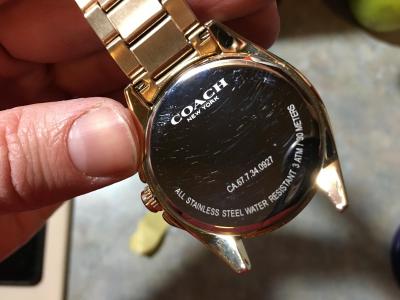 COACH
NEW YORK
CA.67.7.34.0927
ALL STAINLESS STEEL WATER RESISTANT 3 ATM / 30 METERS